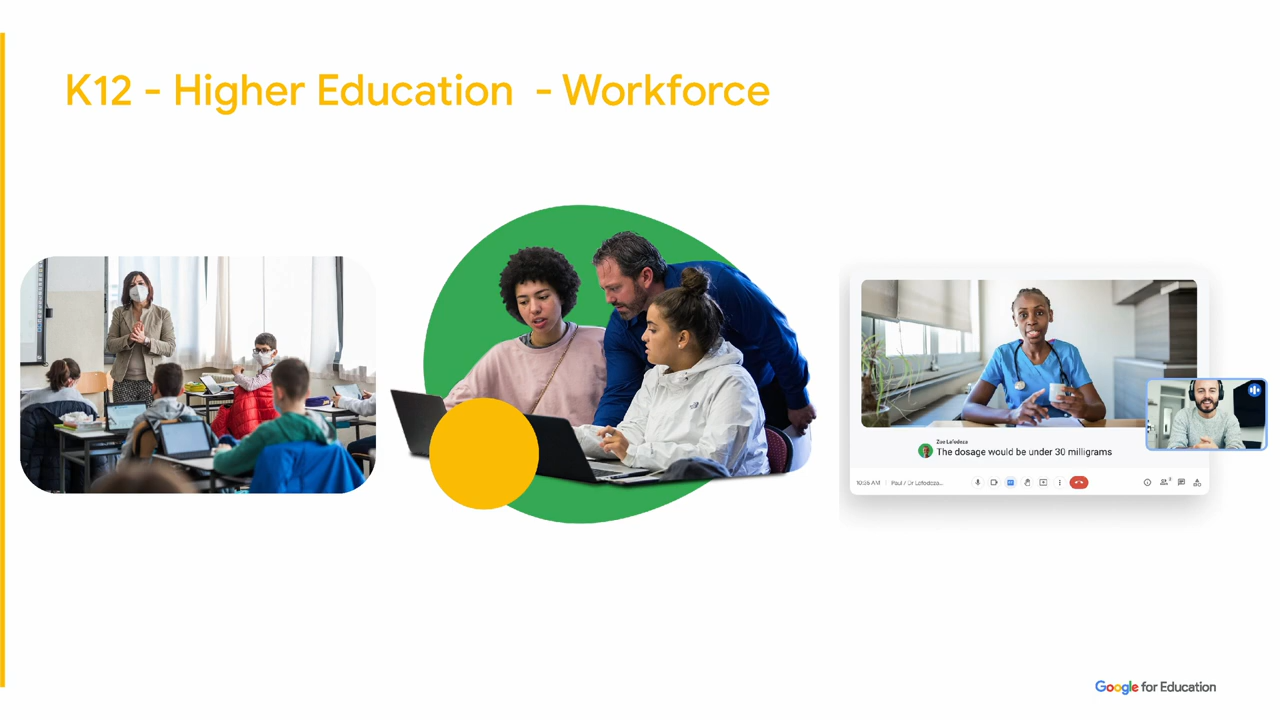 K12 - Higher Education - Workforce
Zoe Lafodeza
The dosage would be under 30 milligrams
Google for Education